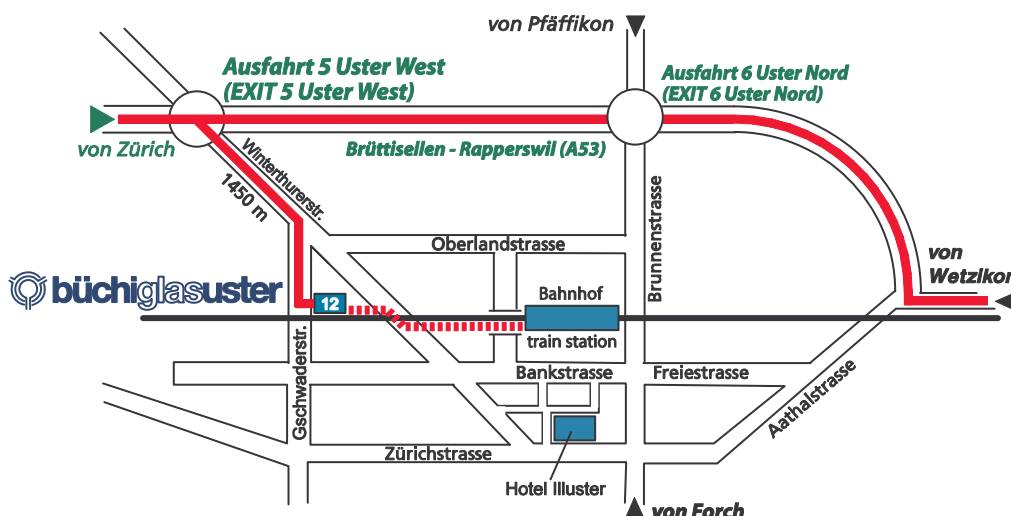 von Pfäffikon
Ausfahrt 5 Uster West
(EXIT 5 Uster West)
Ausfahrt 6 Uster Nord
(EXIT 6 Uster Nord)
von Zürich
Brüttisellen - Rapperswil (A53)
Winterthurerstr.
1450 m
Oberlandstrasse
Brunnenstrasse
von
Wetzikon
büchiglasuster
12
Bahnhof
train station
Gschwaderstr.
Bankstrasse
Freiestrasse
Aathalstrasse
Zürichstrasse
Hotel Illuster
von Forch